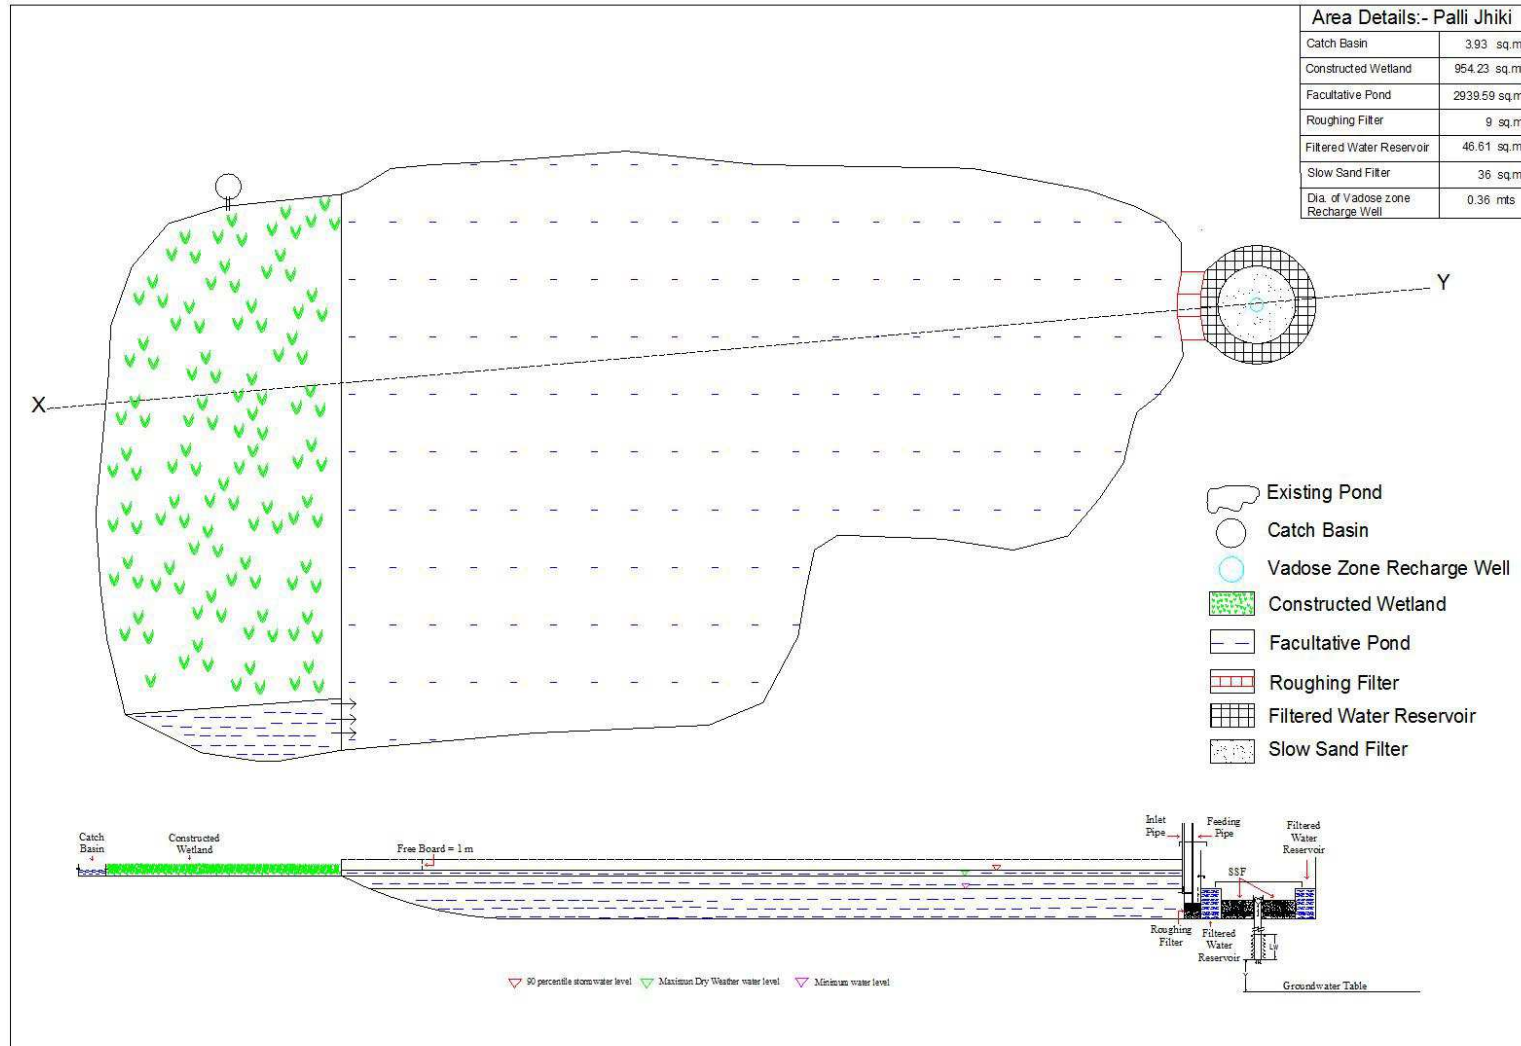 Area Details:- Palli Jhiki
Catch Basin 3.93 sq.m
Constructed Wetland 954.23 sq.m
Facultative Pond 2939.59 sq.m
Roughing Filter 9 sq.m
Filtered Water Reservoir 46.61 sq.m
Slow Sand Filter 36 sq.m
Dia. of Vadose zone 0.36 mts
Recharge Well
Y
X
Existing Pond
Catch Basin
Vadose Zone Recharge Well
Constructed Wetland
Facultative Pond
Roughing Filter
Filtered Water Reservoir
Slow Sand Filter
Catch
Basin
Constructed
Wetland
Free Board = 1 m
Inlet
Pipe
Feeding
Pipe
Filtered
Water
Reservoir
SSF
Roughing
Filter
Filtered
Water
Reservoir
Groundwater Table
90 percentile stormwater level
Maximun Dry Weather water level
Minimum water level